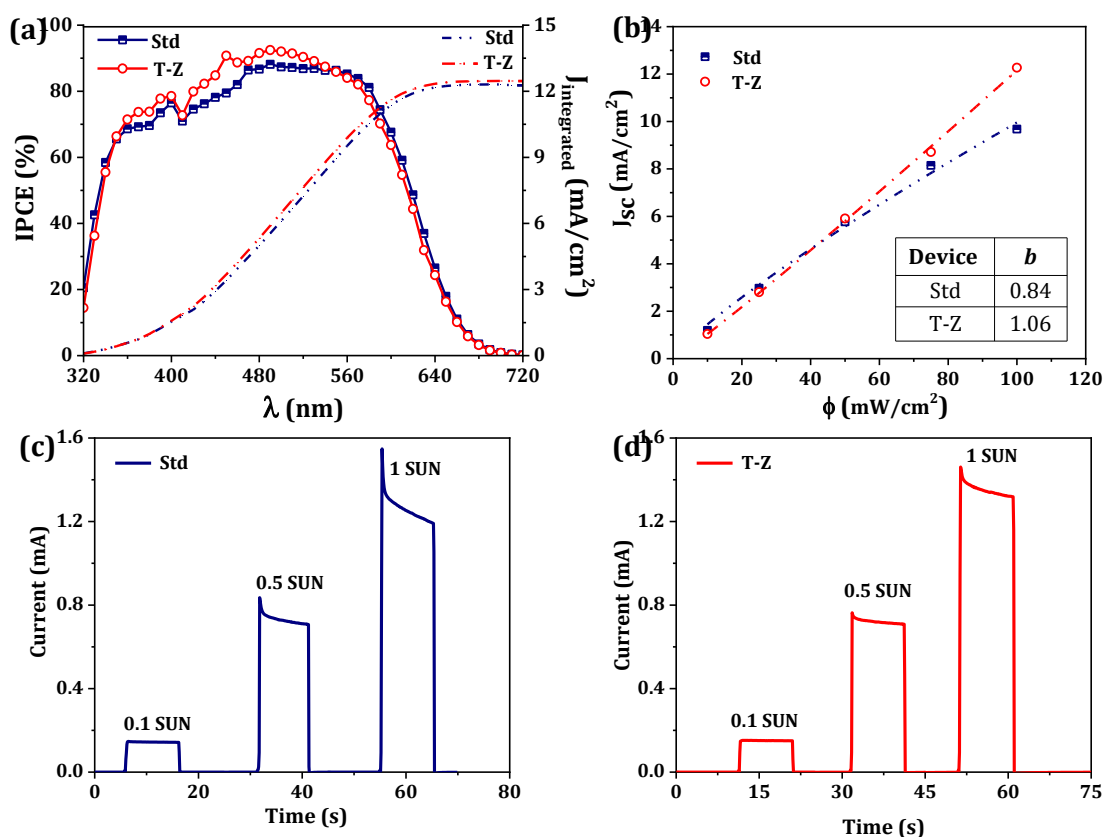 (a)
Std
T-Z
Std
T-Z
IPCE (%)
100
80
60
40
20
0
J integrated (mA/cm²)
15
12
9
6
3
0
320 400 480 560 640 720
λ (nm)
(b)
Std
T-Z
JSC (mA/cm²)
14
12
10
8
6
4
2
0
Device b
Std 0.84
T-Z 1.06
0 20 40 60 80 100 120
ϕ (mW/cm²)
(c)
Std
1 SUN
0.5 SUN
0.1 SUN
Current (mA)
1.6
1.2
0.8
0.4
0.0
0 20 40 60 80
Time (s)
(d)
T-Z
1 SUN
0.5 SUN
0.1 SUN
Current (mA)
1.6
1.2
0.8
0.4
0.0
0 15 30 45 60 75
Time (s)